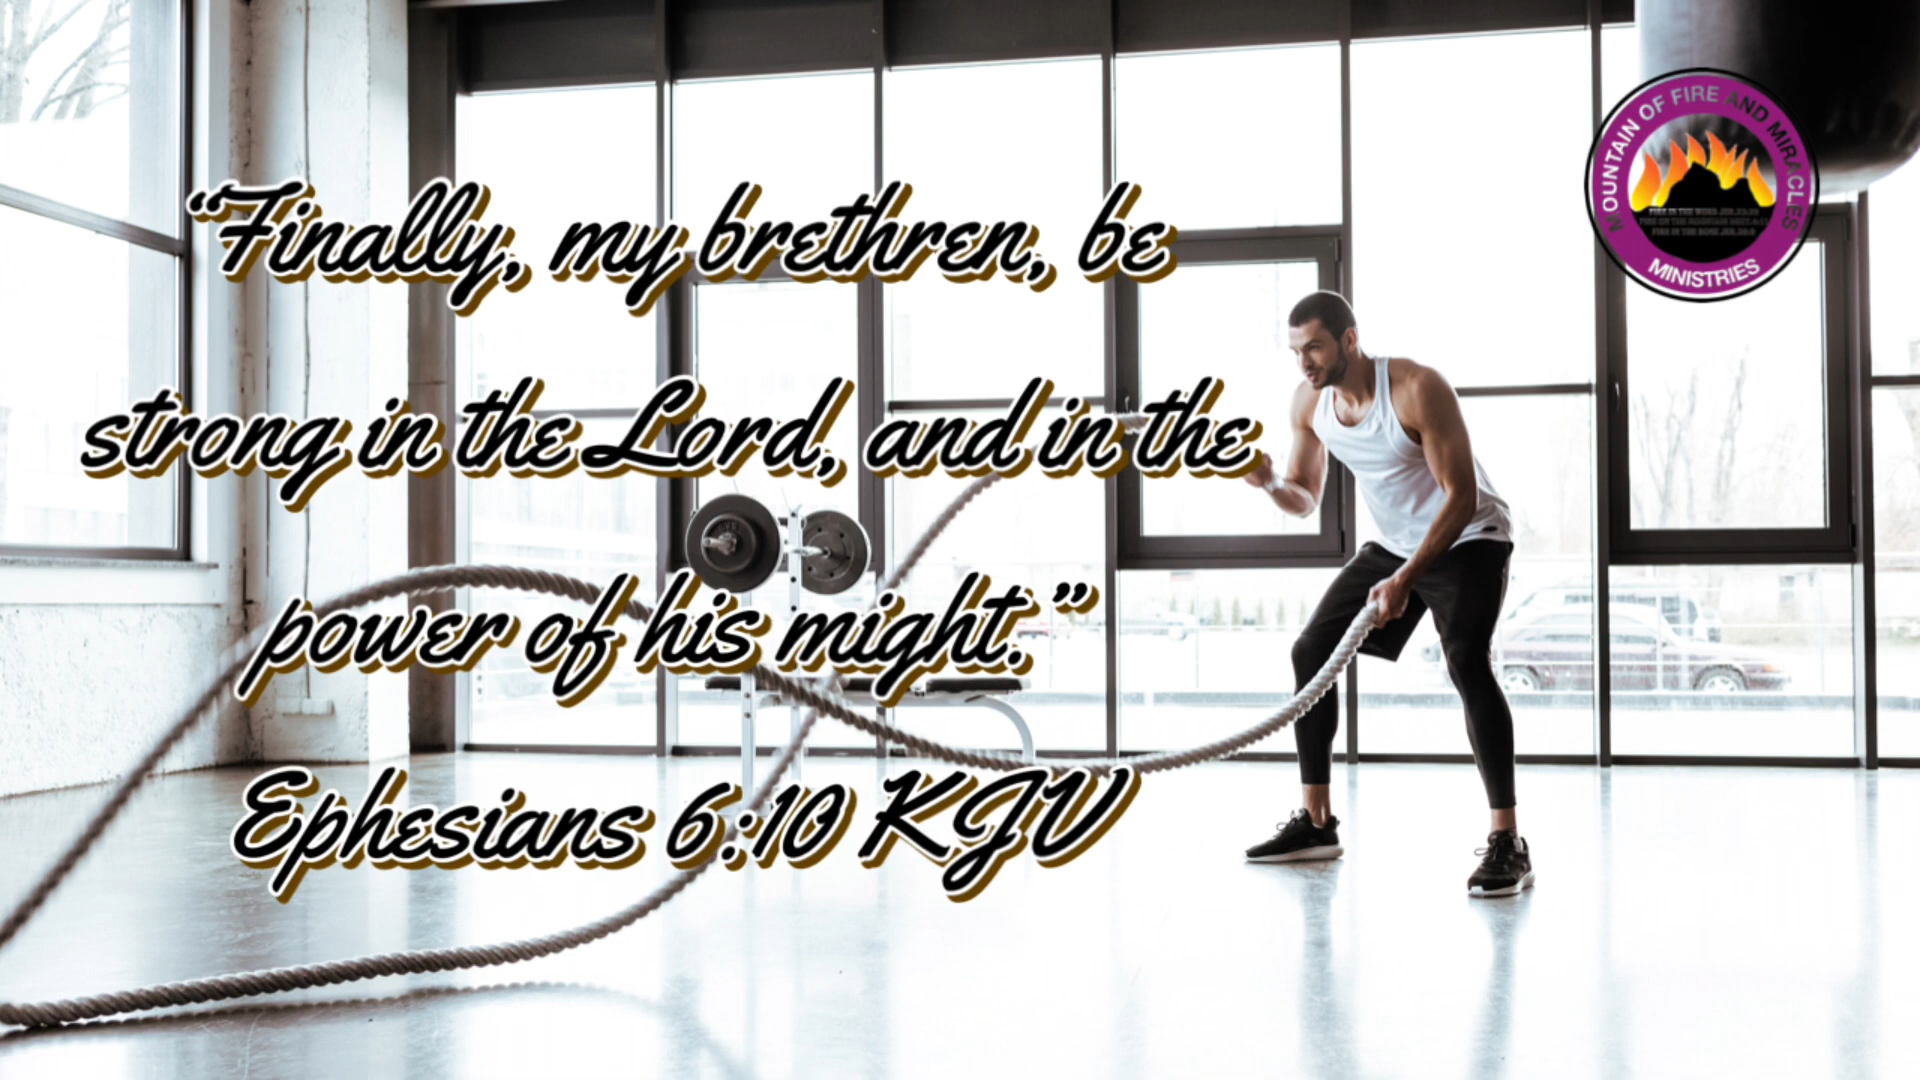 “Finally, my brethren, be
strong in the Lord, and in the
power of his might.”
Ephesians 6:10 KJV
MOUNTAIN OF FIRE AND MIRACLES
MINISTRIES